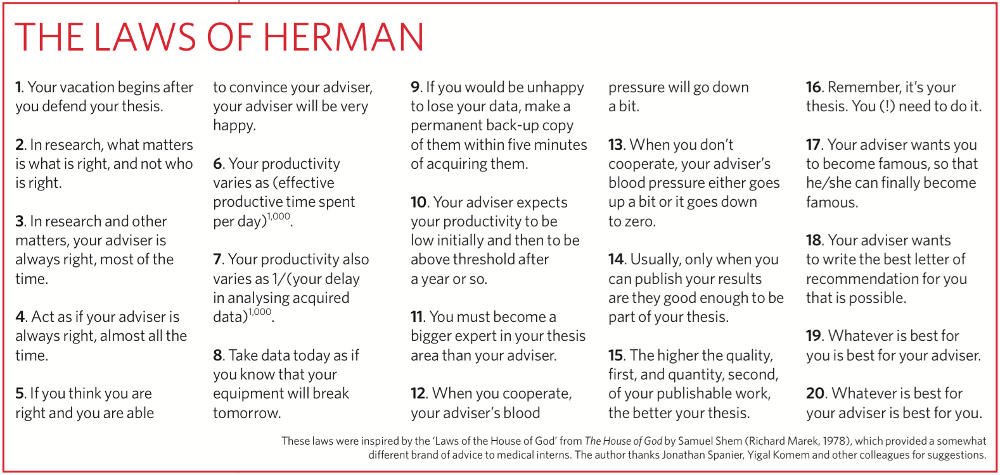 THE LAWS OF HERMAN
1. Your vacation begins after
you defend your thesis.
2. In research, what matters
is what is right, and not who
is right.
3. In research and other
matters, your adviser is
always right, most of the
time.
4. Act as if your adviser is
always right, almost all the
time.
5. If you think you are
right and you are able
to convince your adviser,
your adviser will be very
happy.
6. Your productivity
varies as (effective
productive time spent
per day)^1,000.
7. Your productivity also
varies as 1/(your delay
in analysing acquired
data)^1,000.
8. Take data today as if
you know that your
equipment will break
tomorrow.
9. If you would be unhappy
to lose your data, make a
permanent back-up copy
of them within five minutes
of acquiring them.
10. Your adviser expects
your productivity to be
low initially and then to be
above threshold after
a year or so.
11. You must become a
bigger expert in your thesis
area than your adviser.
12. When you cooperate,
your adviser's blood
pressure will go down
a bit.
13. When you don't
cooperate, your adviser's
blood pressure either goes
up a bit or it goes down
to zero.
14. Usually, only when you
can publish your results
are they good enough to be
part of your thesis.
15. The higher the quality,
first, and quantity, second,
of your publishable work,
the better your thesis.
16. Remember, it's your
thesis. You (!) need to do it.
17. Your adviser wants you
to become famous, so that
he/she can finally become
famous.
18. Your adviser wants
to write the best letter of
recommendation for you
that is possible.
19. Whatever is best for
you is best for your adviser.
20. Whatever is best for
your adviser is best for you.
These laws were inspired by the 'Laws of the House of God' from The House of God by Samuel Shem (Richard Marek, 1978), which provided a somewhat
different brand of advice to medical interns. The author thanks Jonathan Spanier, Yigal Komem and other colleagues for suggestions.